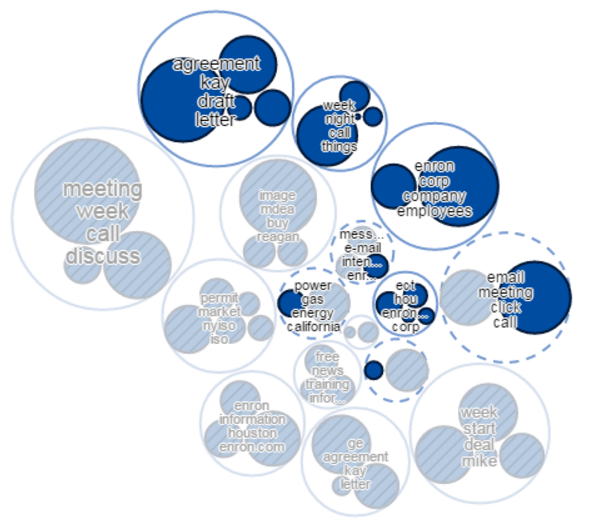 agreement
kay
draft
letter
week
night
call
things
enron
corp
company
employees
meeting
week
call
discuss
image
mdea
buy
reagan
mess...
e-mail
inten...
enr...
email
meeting
click
call
permit
market
nyiso
iso
power
gas
energy
california
ect
hou
enron...
corp
free
news
training
infor...
enron
information
houston
enron.com
ge
agreement
kay
letter
week
start
deal
mike